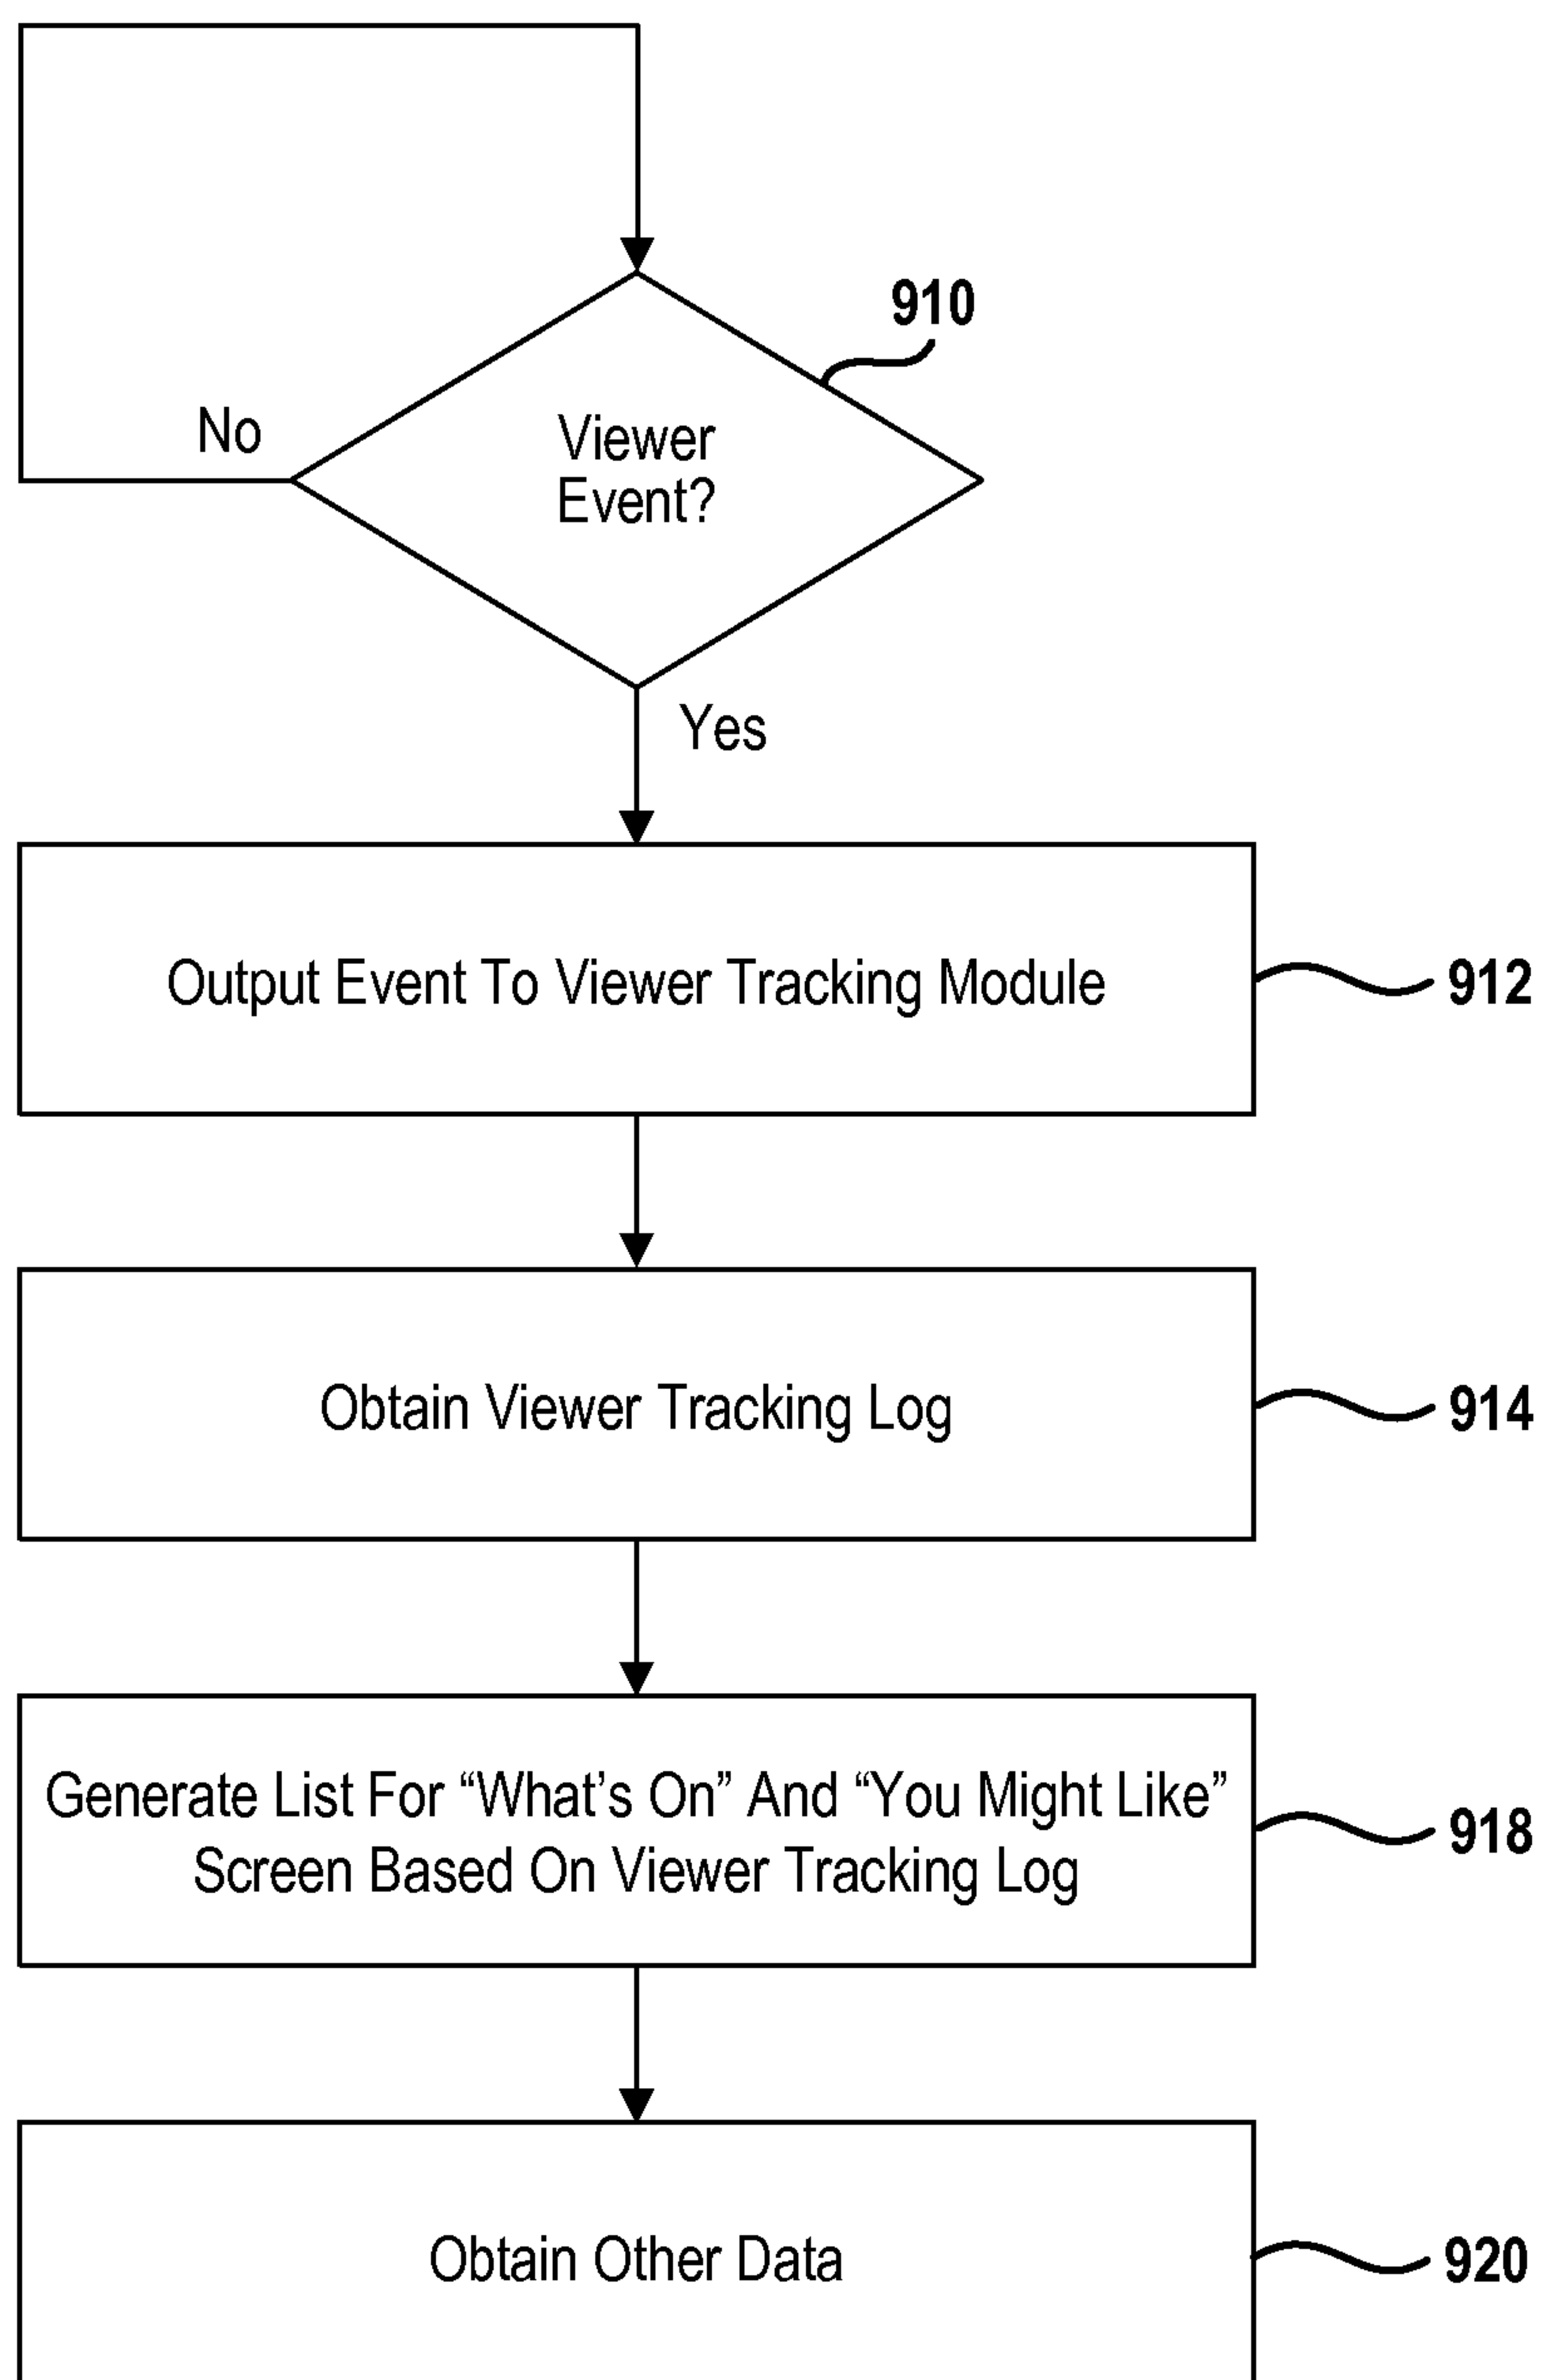 910
No
Viewer
Event?
Yes
Output Event To Viewer Tracking Module
912
Obtain Viewer Tracking Log
914
Generate List For “What’s On” And “You Might Like”
Screen Based On Viewer Tracking Log
918
Obtain Other Data
920